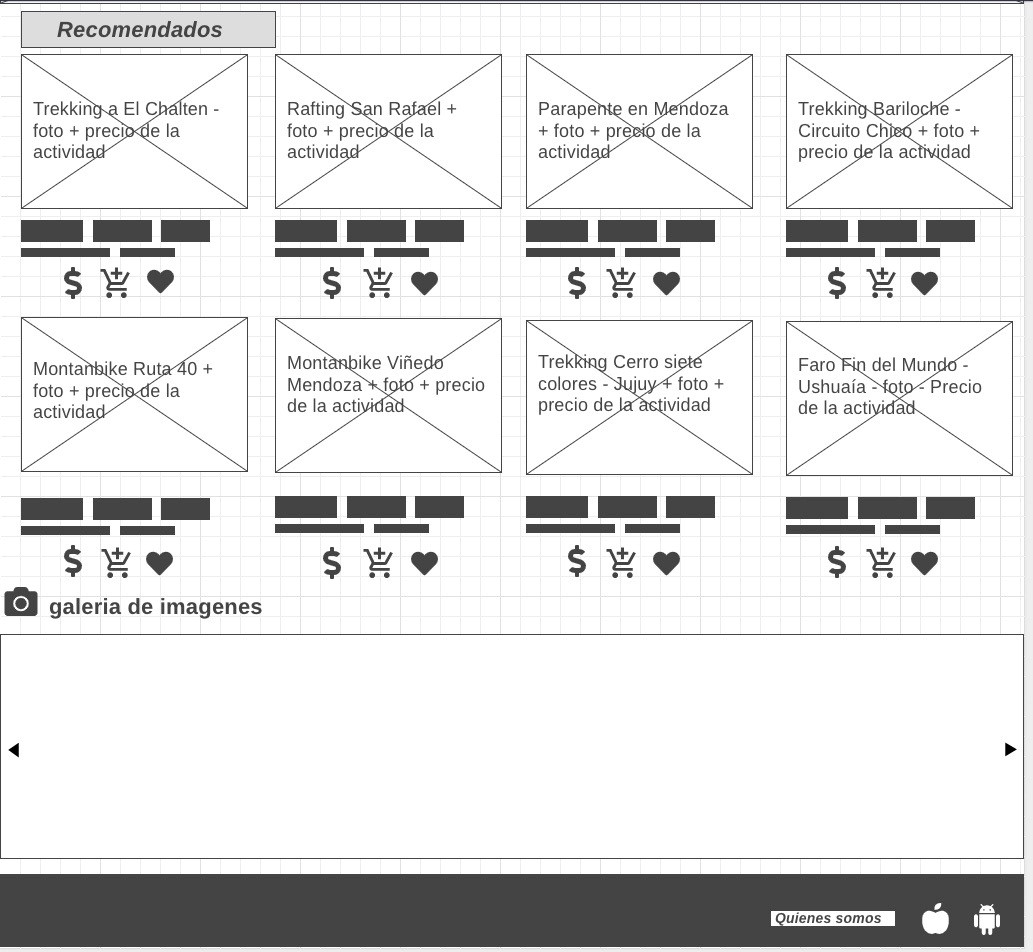 Recomendados
Trekking a El Chalten -
foto + precio de la
actividad
Rafting San Rafael +
foto + precio de la
actividad
Parapente en Mendoza
+ foto + precio de la
actividad
Trekking Bariloche -
Circuito Chico + foto +
precio de la actividad
Montanbike Ruta 40 +
foto + precio de la
actividad
Montanbike Viñedo
Mendoza + foto + precio
de la actividad
Trekking Cerro siete
colores - Jujuy + foto +
precio de la actividad
Faro Fin del Mundo -
Ushuaía - foto - Precio
de la actividad
galeria de imagenes
Quienes somos